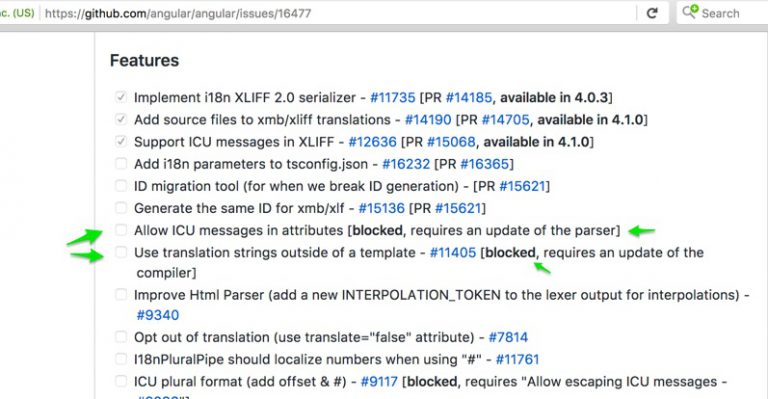 nc. (US)
https://github.com/angular/angular/issues/16477
Search
Features
Implement i18n XLIFF 2.0 serializer - #11735 [PR #14185, available in 4.0.3]
Add source files to xmb/xliff translations - #14190 [PR #14705, available in 4.1.0]
Support ICU messages in XLIFF - #12636 [PR #15068, available in 4.1.0]
Add i18n parameters to tsconfig.json - #16232 [PR #16365]
ID migration tool (for when we break ID generation) - [PR #15621]
Generate the same ID for xmb/xlf - #15136 [PR #15621]
Allow ICU messages in attributes [blocked, requires an update of the parser]
Use translation strings outside of a template - #11405 [blocked, requires an update of the
compiler]
Improve Html Parser (add a new INTERPOLATION_TOKEN to the lexer output for interpolations) -
#9340
Opt out of translation (use translate="false" attribute) - #7814
I18nPluralPipe should localize numbers when using "#" - #11761
ICU plural format (add offset & #) - #9117 [blocked, requires "Allow escaping ICU messages -